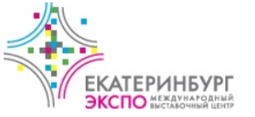 ЕКАТЕРИНБУРГ
ЭКСПО МЕЖДУНАРОДНЫЙ
ВЫСТАВОЧНЫЙ ЦЕНТР